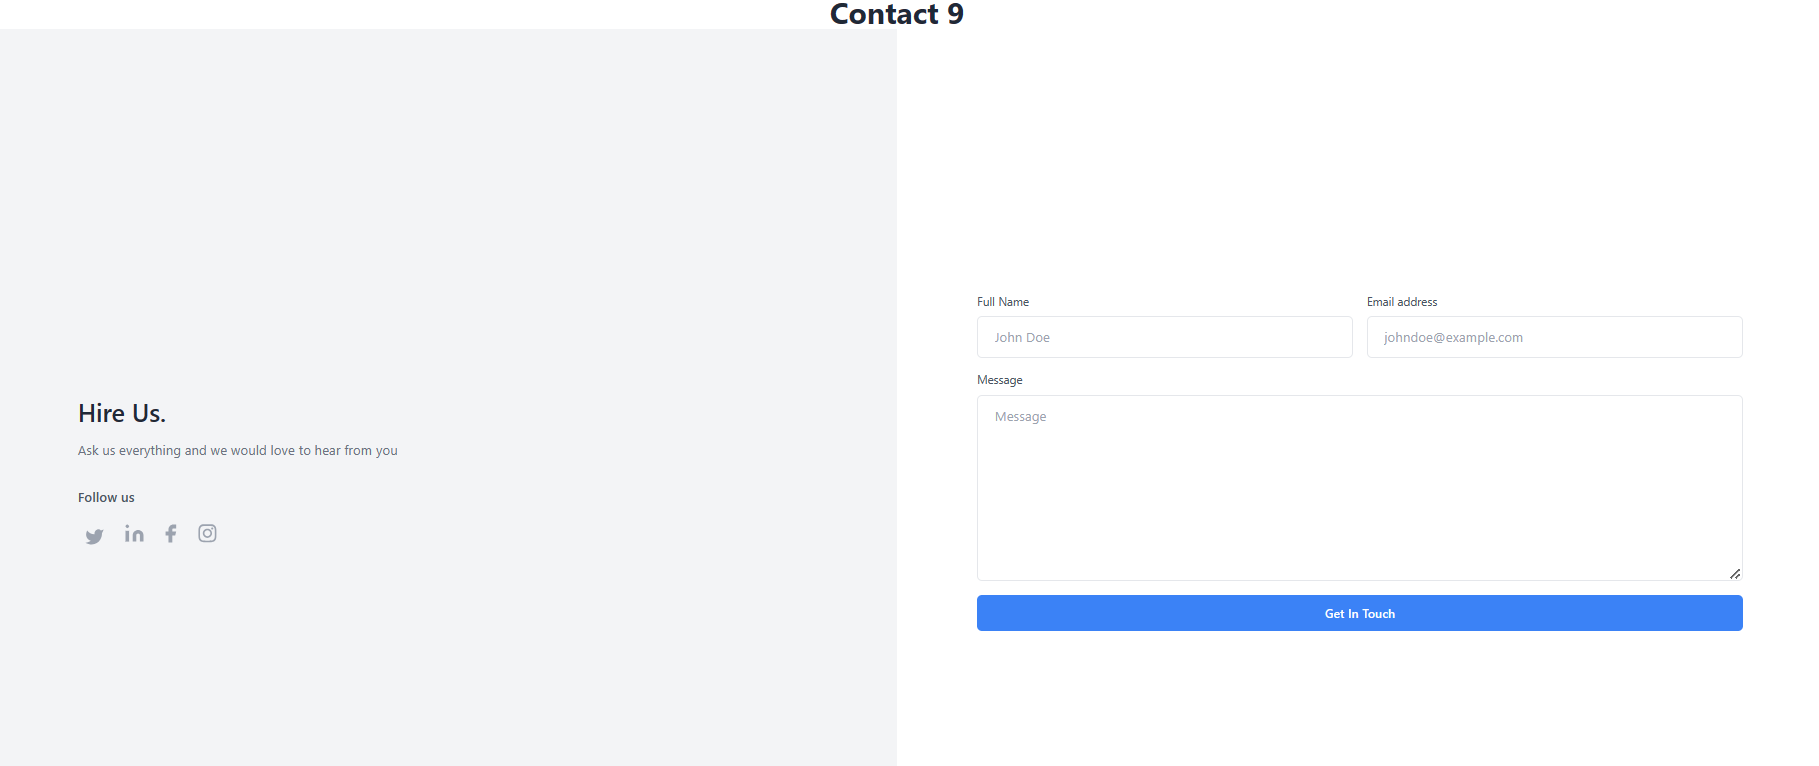 Contact 9
Hire Us.
Ask us everything and we would love to hear from you
Follow us
Full Name
Email address
John Doe
johndoe@example.com
Message
Message
Get In Touch